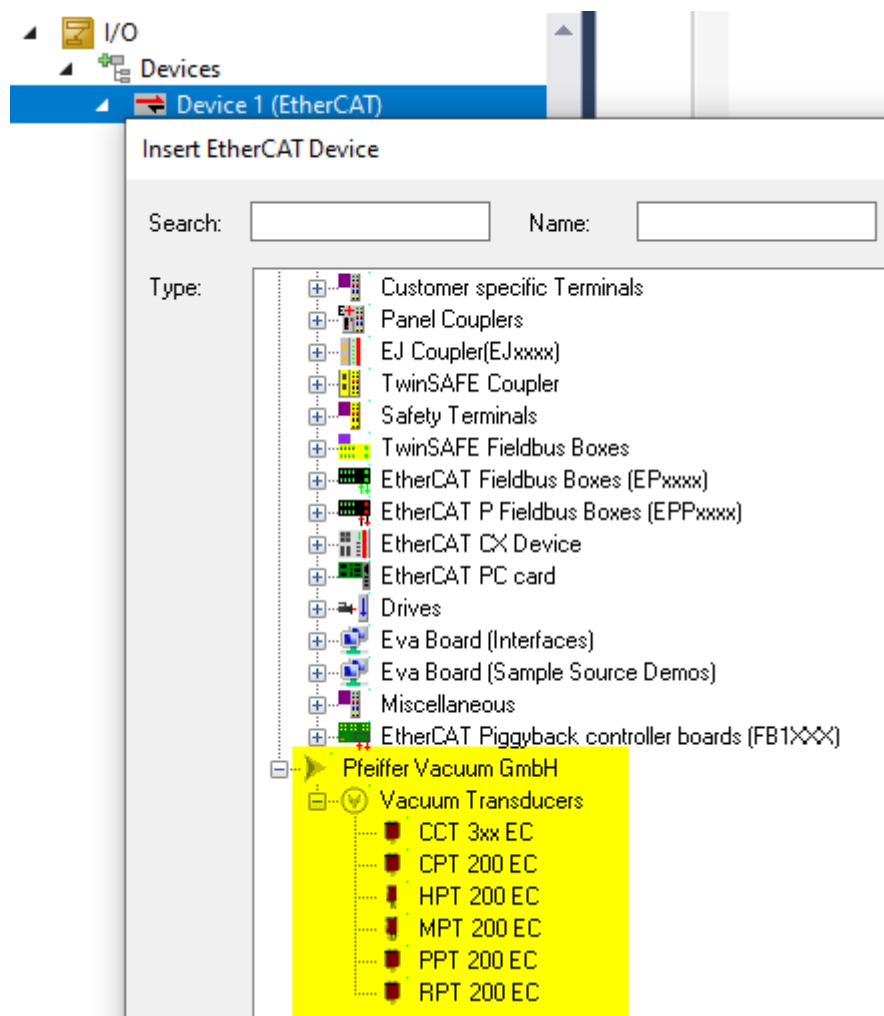 I/O
Devices
Device 1 (EtherCAT)
Insert EtherCAT Device
Search:
Name:
Type:
Customer specific Terminals
Panel Couplers
EJ Coupler(EJxxxx)
TwinSAFE Coupler
Safety Terminals
TwinSAFE Fieldbus Boxes
EtherCAT Fieldbus Boxes (EPxxxx)
EtherCAT P Fieldbus Boxes (EPPxxxx)
EtherCAT CX Device
EtherCAT PC card
Drives
Eva Board (Interfaces)
Eva Board (Sample Source Demos)
Miscellaneous
EtherCAT Piggyback controller boards (FB1XXX)
Pfeiffer Vacuum GmbH
Vacuum Transducers
CCT 3xx EC
CPT 200 EC
HPT 200 EC
MPT 200 EC
PPT 200 EC
RPT 200 EC